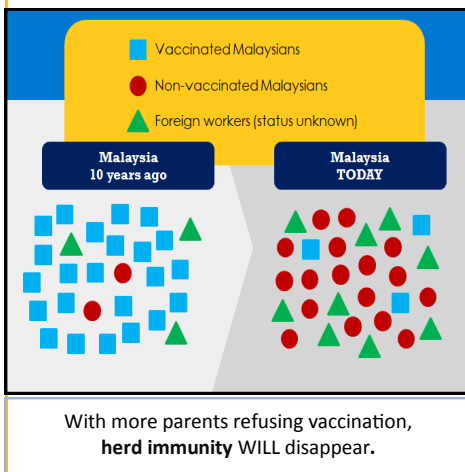 Vaccinated Malaysians
Non-vaccinated Malaysians
Foreign workers (status unknown)
Malaysia
10 years ago
Malaysia
TODAY
With more parents refusing vaccination,
herd immunity WILL disappear.